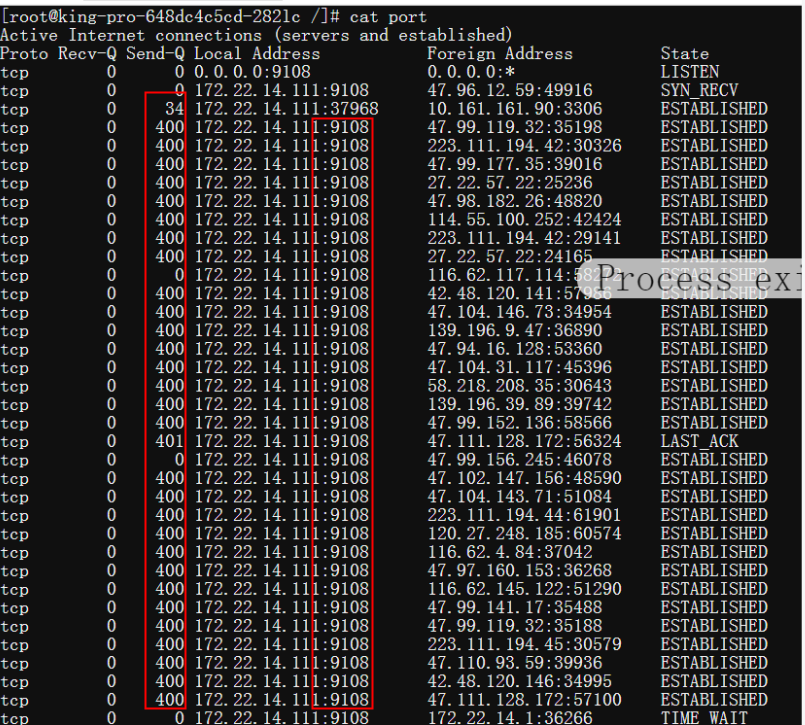 [root@king-pro-648dc4c5cd-2821c /]# cat port
Active Internet connections (servers and established)
Proto Recv-Q Send-Q Local Address Foreign Address State
tcp 0 0 0.0.0.0:9108 0.0.0.0:* LISTEN
tcp 0 0 172.22.14.111:9108 47.96.12.59:49916 SYN_RECV
tcp 0 34 172.22.14.111:37968 10.161.161.90:3306 ESTABLISHED
tcp 0 400 172.22.14.111:9108 47.99.119.32:35198 ESTABLISHED
tcp 0 400 172.22.14.111:9108 223.111.194.42:30326 ESTABLISHED
tcp 0 400 172.22.14.111:9108 47.99.177.35:39016 ESTABLISHED
tcp 0 400 172.22.14.111:9108 27.22.57.22:25236 ESTABLISHED
tcp 0 400 172.22.14.111:9108 47.98.182.26:48820 ESTABLISHED
tcp 0 400 172.22.14.111:9108 114.55.100.252:42424 ESTABLISHED
tcp 0 400 172.22.14.111:9108 223.111.194.42:29141 ESTABLISHED
tcp 0 400 172.22.14.111:9108 27.22.57.22:24165 ESTABLISHED
tcp 0 0 172.22.14.111:9108 ESTABLISHED
Process exi
tcp 0 400 172.22.14.111:9108 ESTABLISHED
tcp 0 400 172.22.14.111:9108 47.104.146.73:34954 ESTABLISHED
tcp 0 400 172.22.14.111:9108 139.196.9.47:36890 ESTABLISHED
tcp 0 400 172.22.14.111:9108 47.94.16.128:53360 ESTABLISHED
tcp 0 400 172.22.14.111:9108 47.104.31.117:45396 ESTABLISHED
tcp 0 400 172.22.14.111:9108 58.218.208.35:30643 ESTABLISHED
tcp 0 400 172.22.14.111:9108 139.196.39.89:39742 ESTABLISHED
tcp 0 400 172.22.14.111:9108 47.99.152.136:58566 ESTABLISHED
tcp 0 401 172.22.14.111:9108 47.111.128.172:56324 LAST_ACK
tcp 0 0 172.22.14.111:9108 47.99.156.245:46078 ESTABLISHED
tcp 0 400 172.22.14.111:9108 47.102.147.156:48590 ESTABLISHED
tcp 0 400 172.22.14.111:9108 47.104.143.71:51084 ESTABLISHED
tcp 0 400 172.22.14.111:9108 223.111.194.44:61901 ESTABLISHED
tcp 0 400 172.22.14.111:9108 120.27.248.185:60574 ESTABLISHED
tcp 0 400 172.22.14.111:9108 116.62.4.84:37042 ESTABLISHED
tcp 0 400 172.22.14.111:9108 47.97.160.153:36268 ESTABLISHED
tcp 0 400 172.22.14.111:9108 116.62.145.122:51290 ESTABLISHED
tcp 0 400 172.22.14.111:9108 47.99.141.17:35488 ESTABLISHED
tcp 0 400 172.22.14.111:9108 47.99.119.32:35188 ESTABLISHED
tcp 0 400 172.22.14.111:9108 223.111.194.45:30579 ESTABLISHED
tcp 0 400 172.22.14.111:9108 47.110.93.59:39936 ESTABLISHED
tcp 0 400 172.22.14.111:9108 42.48.120.146:34995 ESTABLISHED
tcp 0 400 172.22.14.111:9108 47.111.128.172:57100 ESTABLISHED
tcp 0 0 172.22.14.111:9108 172.22.14.1:36266 TIME_WAIT